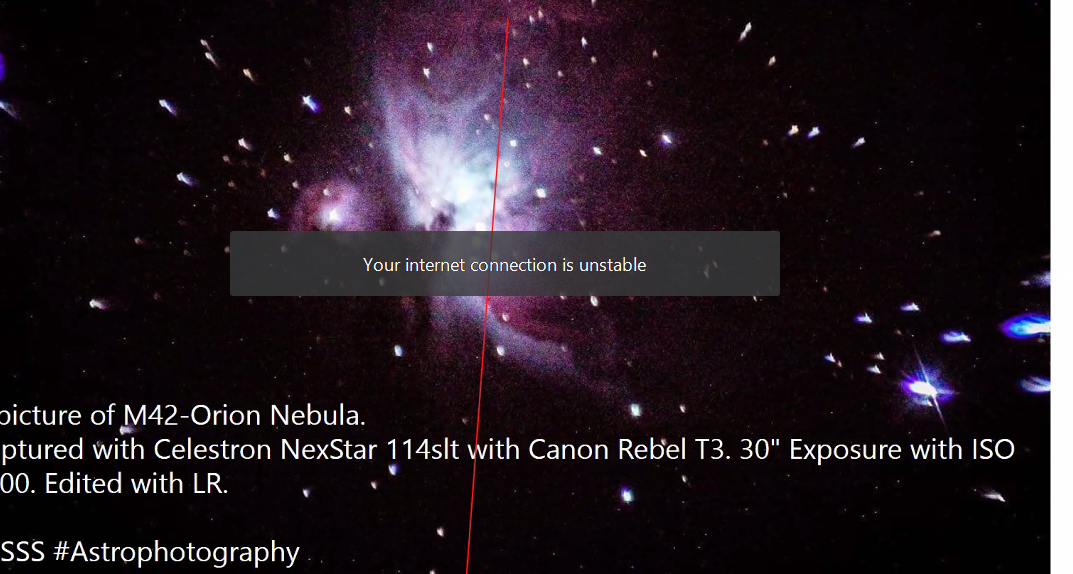 Your internet connection is unstable
picture of M42-Orion Nebula.
ptured with Celestron NexStar 114slt with Canon Rebel T3. 30" Exposure with ISO
00. Edited with LR.
SSS #Astrophotography